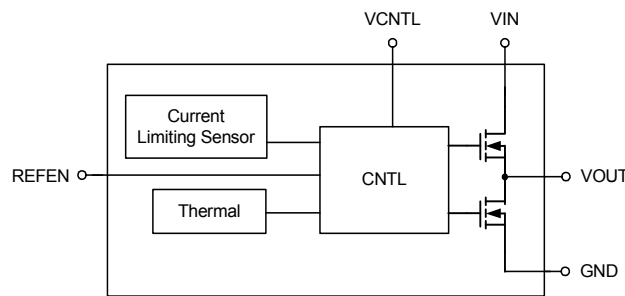 VCNTL
VIN
Current
Limiting Sensor
REFEN
CNTL
VOUT
Thermal
GND